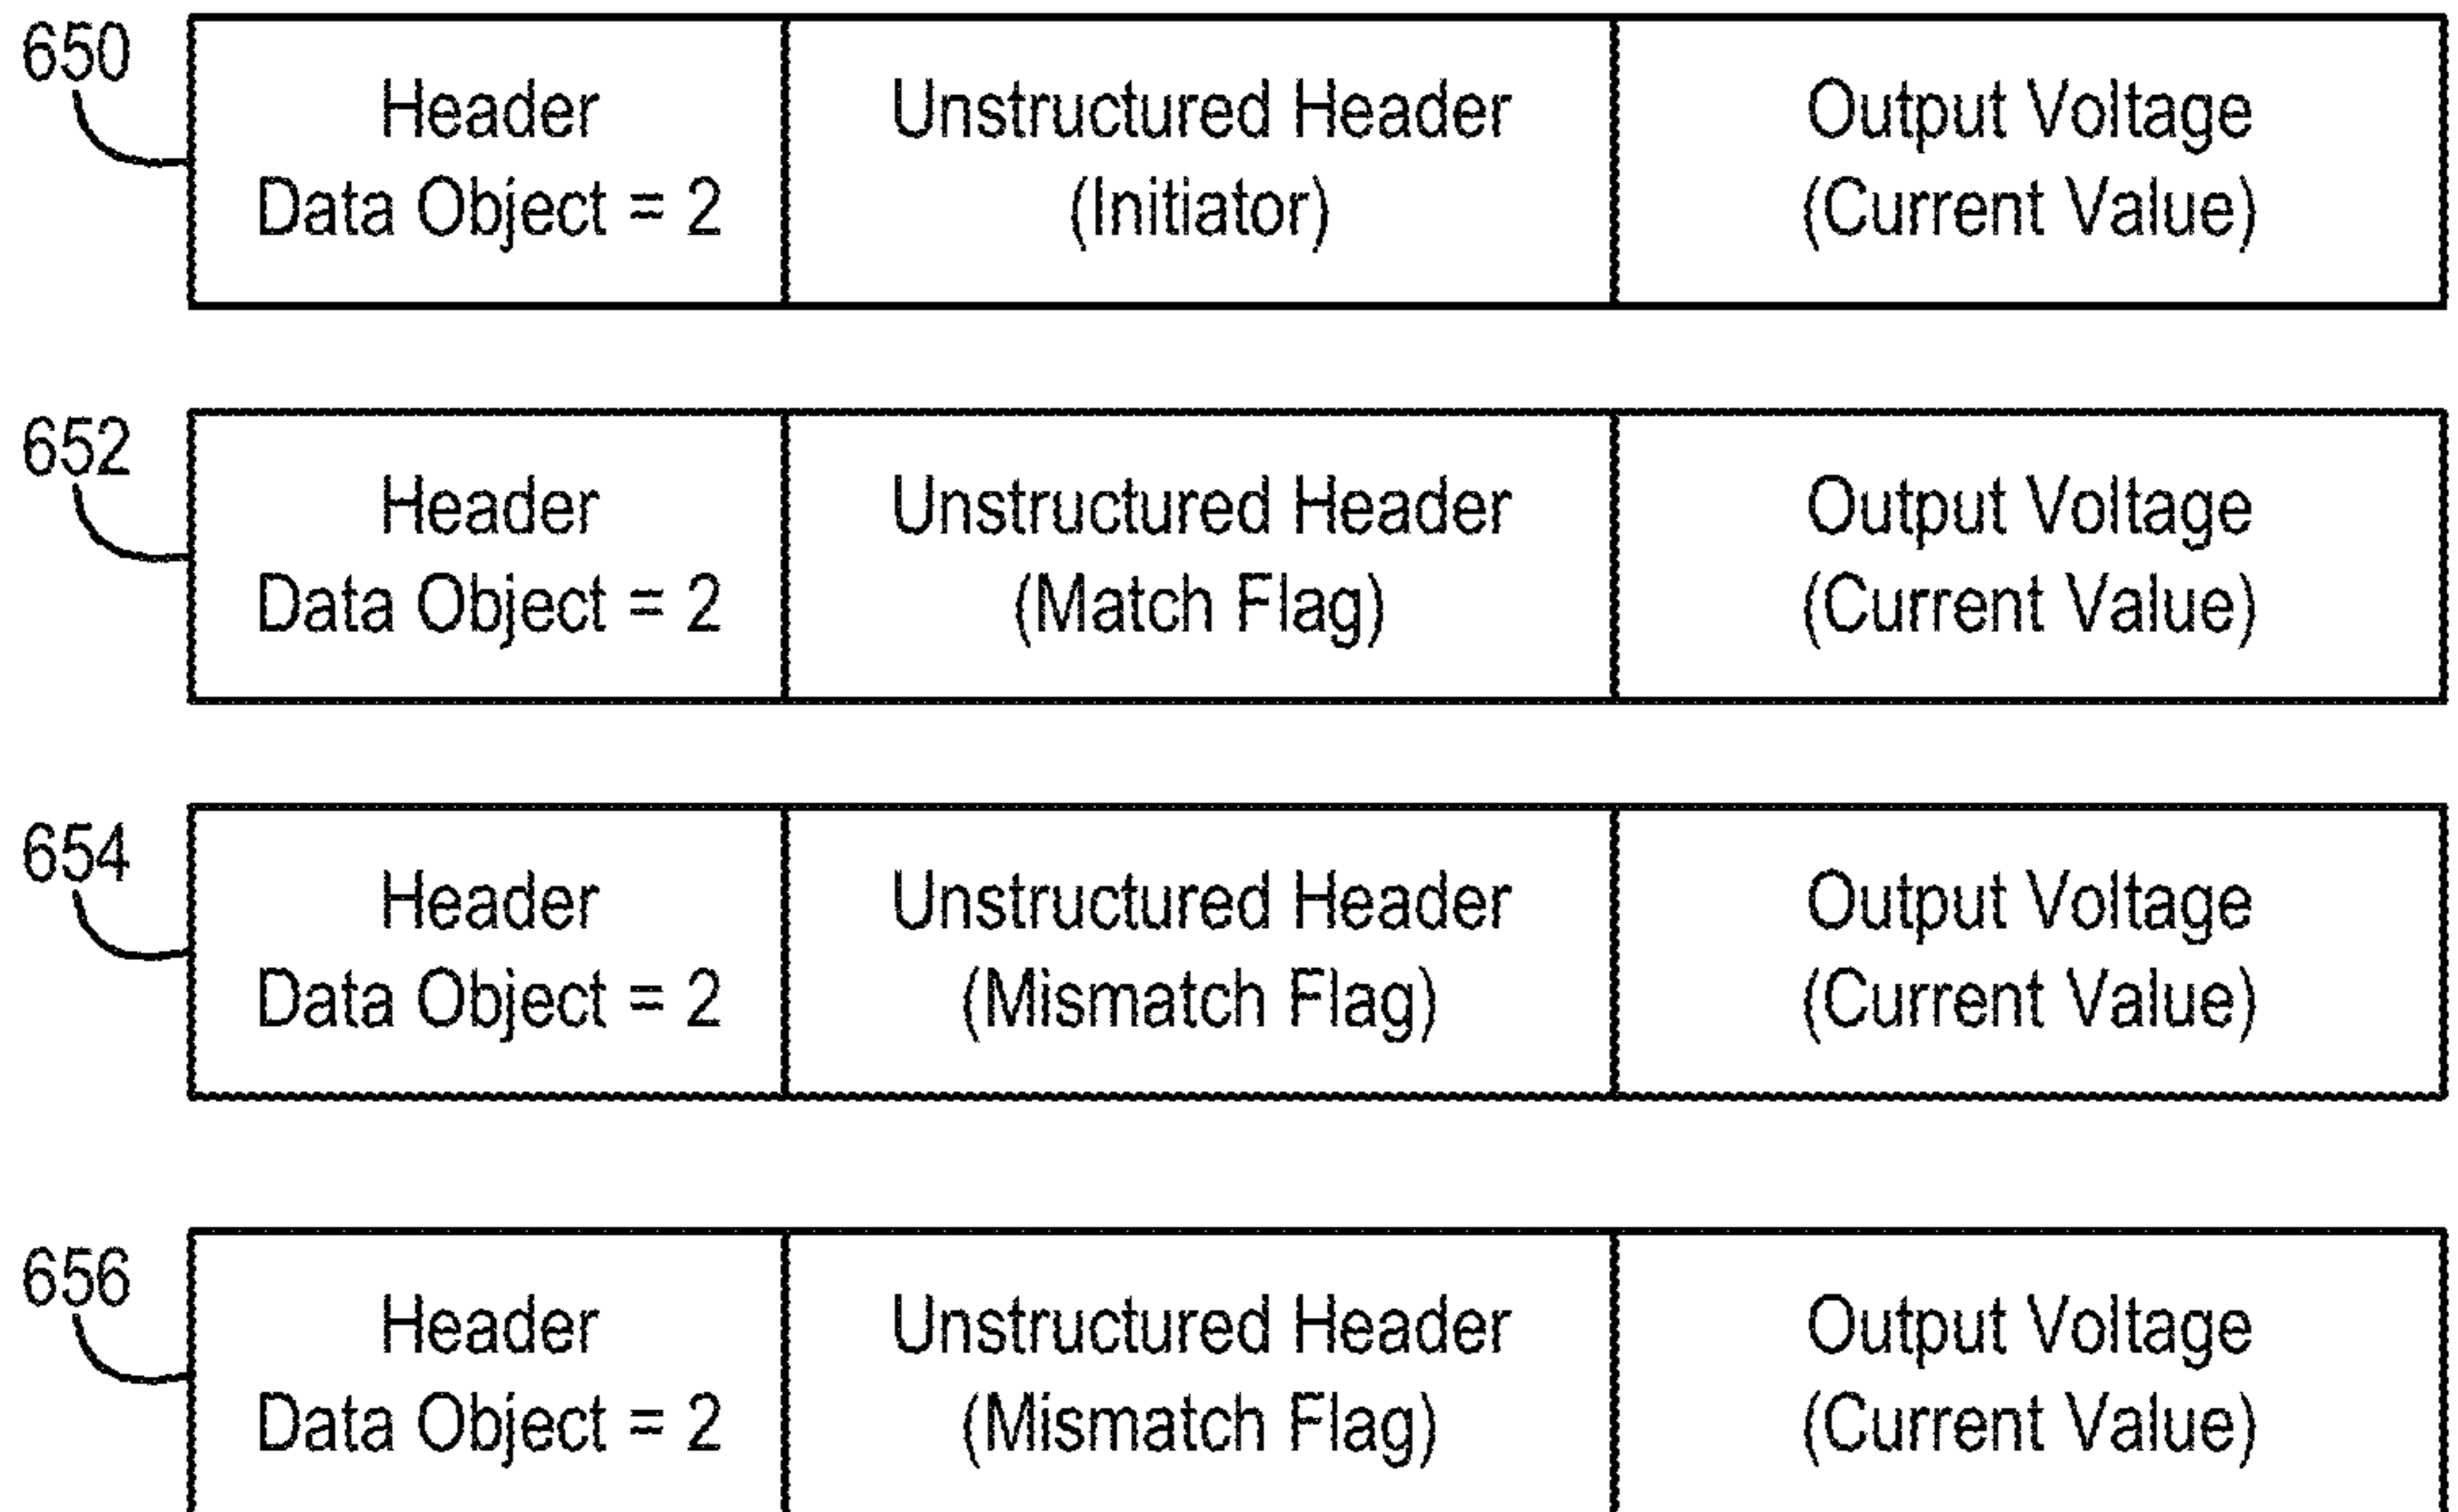 650
Header
Data Object = 2
Unstructured Header
(Initiator)
Output Voltage
(Current Value)
652
Header
Data Object = 2
Unstructured Header
(Match Flag)
Output Voltage
(Current Value)
654
Header
Data Object = 2
Unstructured Header
(Mismatch Flag)
Output Voltage
(Current Value)
656
Header
Data Object = 2
Unstructured Header
(Mismatch Flag)
Output Voltage
(Current Value)